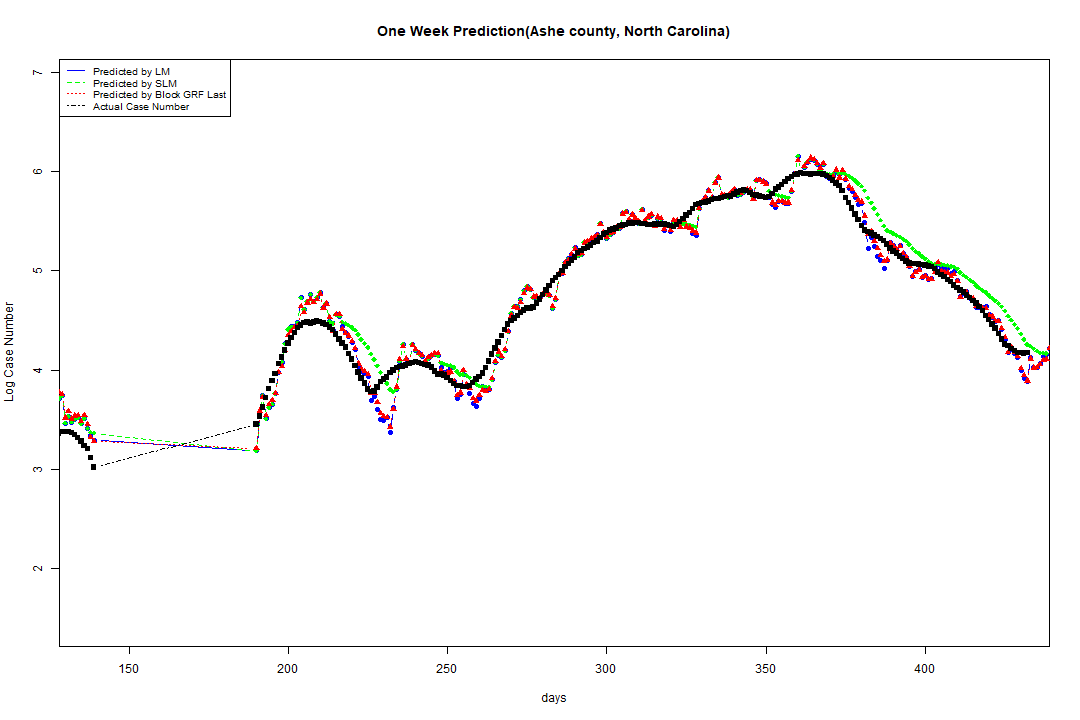 One Week Prediction(Ashe county, North Carolina)
Predicted by LM
Predicted by SLM
Predicted by Block GRF Last
Actual Case Number
7
6
5
4
3
2
Log Case Number
150 200 250 300 350 400
days